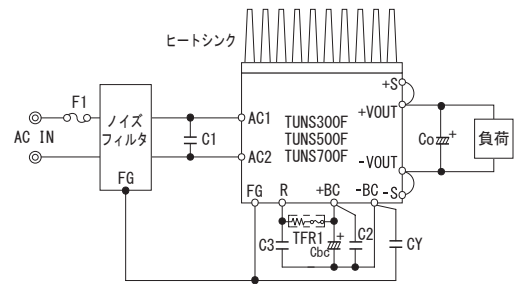 ヒートシンク
F1
AC IN
ノイズ
フィルタ
FG
C1
AC1
AC2
TUNS300F
TUNS500F
TUNS700F
+S
+VOUT
-VOUT
-S
Co
+
負荷
FG
R
+BC
-BC
TFR1
C3
Cbc
+
C2
CY